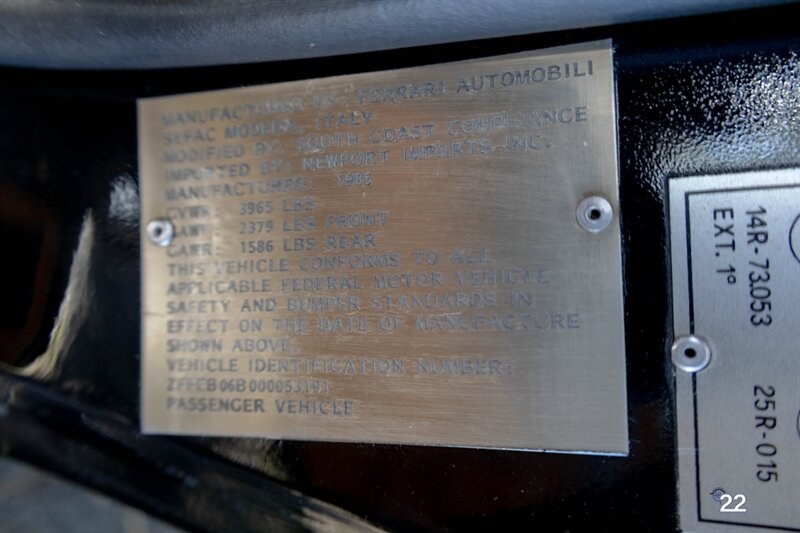 MANUFACTURED BY: FERRARI AUTOMOBILI
SEFAC MODENA, ITALY
MODIFIED BY: SOUTH COAST COMPLIANCE
IMPORTED BY: NEWPORT IMPORTS INC.
MANUFACTURED: 1985
GVWR: 3965 LBS
GAWR: 2379 LBS FRONT
GAWR: 1586 LBS REAR
THIS VEHICLE CONFORMS TO ALL
APPLICABLE FEDERAL MOTOR VEHICLE
SAFETY AND BUMPER STANDARDS IN
EFFECT ON THE DATE OF MANUFACTURE
SHOWN ABOVE:
VEHICLE IDENTIFICATION NUMBER:
PASSENGER VEHICLE
14R-73.053 25R-015
EXT. 1ª
22